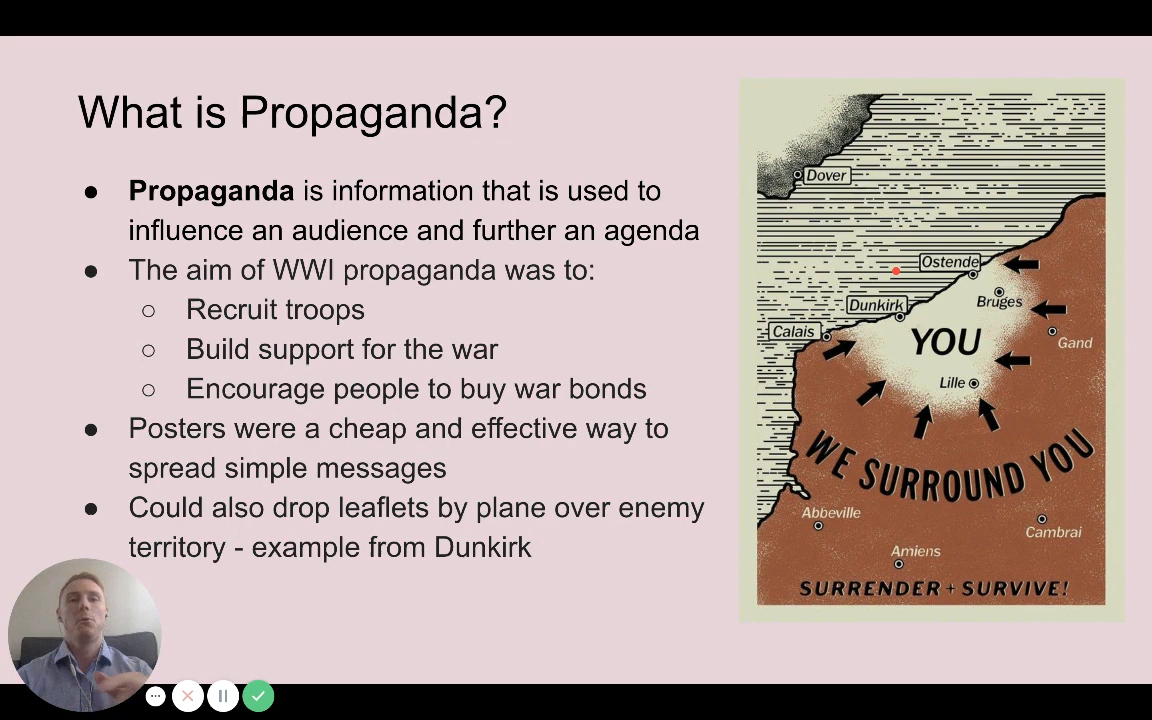 What is Propaganda?
● Propaganda is information that is used to
influence an audience and further an agenda
● The aim of WWI propaganda was to:
○ Recruit troops
○ Build support for the war
○ Encourage people to buy war bonds
● Posters were a cheap and effective way to
spread simple messages
● Could also drop leaflets by plane over enemy
territory - example from Dunkirk
Dover
Ostende
Bruges
Dunkirk
Calais
YOU
Gand
Lille
WE SURROUND YOU
Abbeville
Cambrai
Amiens
SURRENDER + SURVIVE!